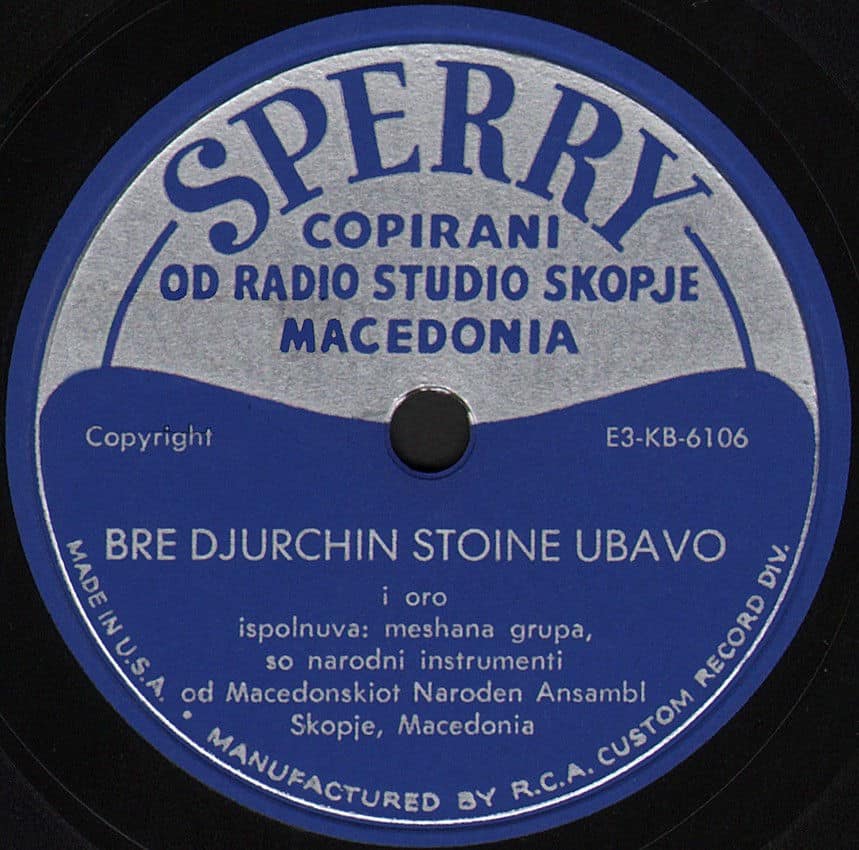 SPERRY
COPIRANI
OD RADIO STUDIO SKOPJE
MACEDONIA
Copyright
E3-KB-6106
BRE DJURCHIN STOINE UBAVO
i oro
ispolnuva: meshana grupa,
so narodni instrumenti
od Macedonskiot Naroden Ansambl
Skopje, Macedonia
MADE IN U.S.A. • MANUFACTURED BY R.C.A. CUSTOM RECORD DIV.